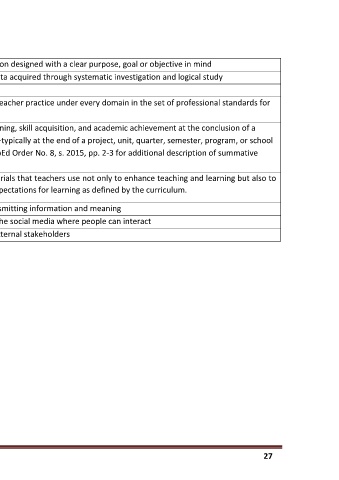 on designed with a clear purpose, goal or objective in mind
ta acquired through systematic investigation and logical study
eacher practice under every domain in the set of professional standards for
ning, skill acquisition, and academic achievement at the conclusion of a
-typically at the end of a project, unit, quarter, semester, program, or school
Ed Order No. 8, s. 2015, pp. 2-3 for additional description of summative
rials that teachers use not only to enhance teaching and learning but also to
pectations for learning as defined by the curriculum.
smitting information and meaning
he social media where people can interact
ternal stakeholders
27